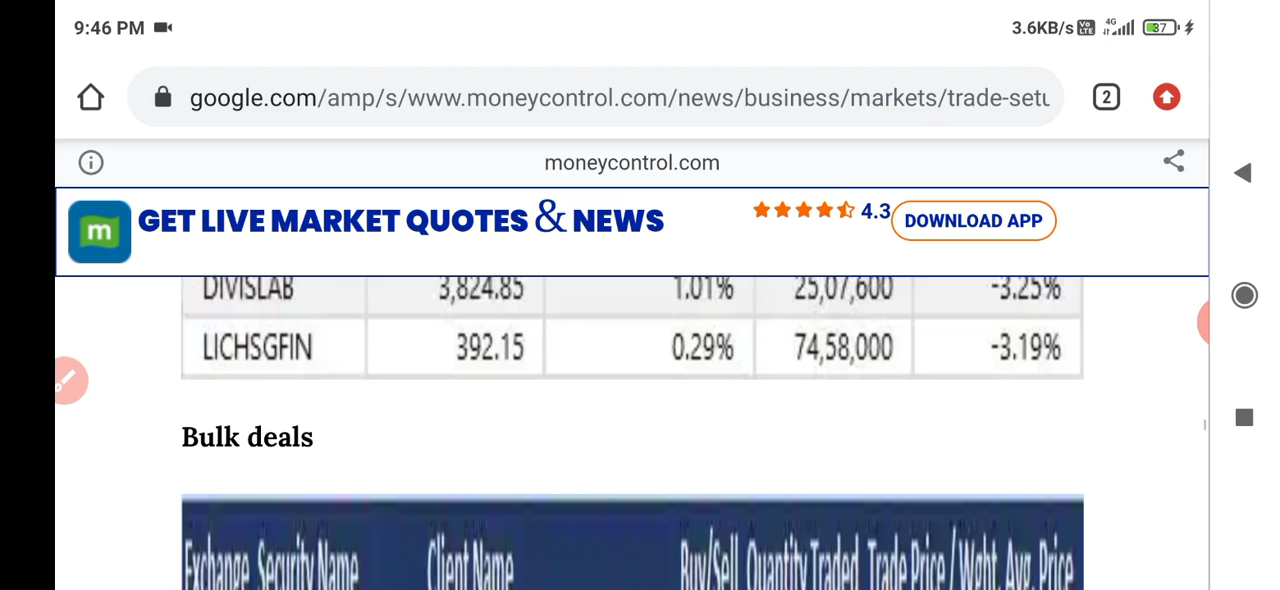 9:46 PM 3.6KB/s Vo LTE 4G 37
google.com/amp/s/www.moneycontrol.com/news/business/markets/trade-setu 2
moneycontrol.com
m GET LIVE MARKET QUOTES & NEWS 4.3 DOWNLOAD APP
DIVISLAB 3,824.85 1.01% 25,07,600 -3.25%
LICHSGFIN 392.15 0.29% 74,58,000 -3.19%
Bulk deals
Exchange Security Name Client Name Buy/Sell Quantity Traded Trade Price / Wght. Avg. Price